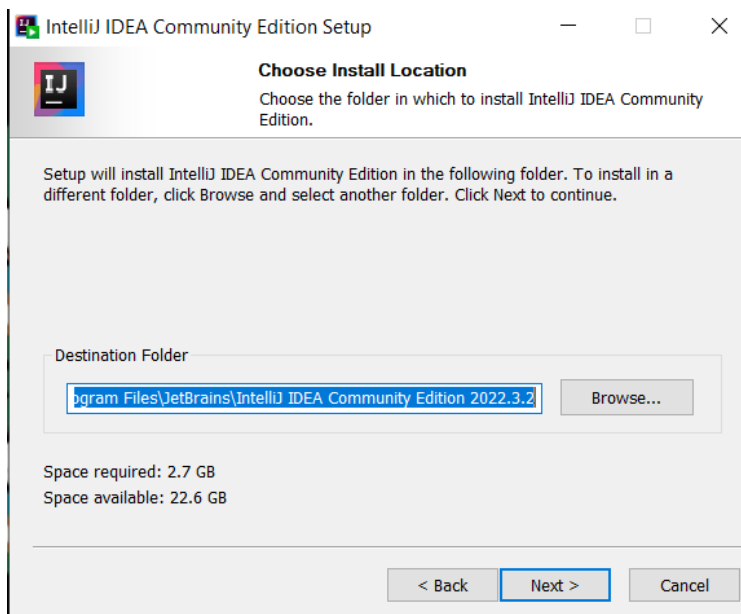 IntelliJ IDEA Community Edition Setup
IJ
Choose Install Location
Choose the folder in which to install IntelliJ IDEA Community
Edition.
Setup will install IntelliJ IDEA Community Edition in the following folder. To install in a
different folder, click Browse and select another folder. Click Next to continue.
Destination Folder
ogram Files\JetBrains\IntelliJ IDEA Community Edition 2022.3.2
Browse...
Space required: 2.7 GB
Space available: 22.6 GB
< Back
Next >
Cancel